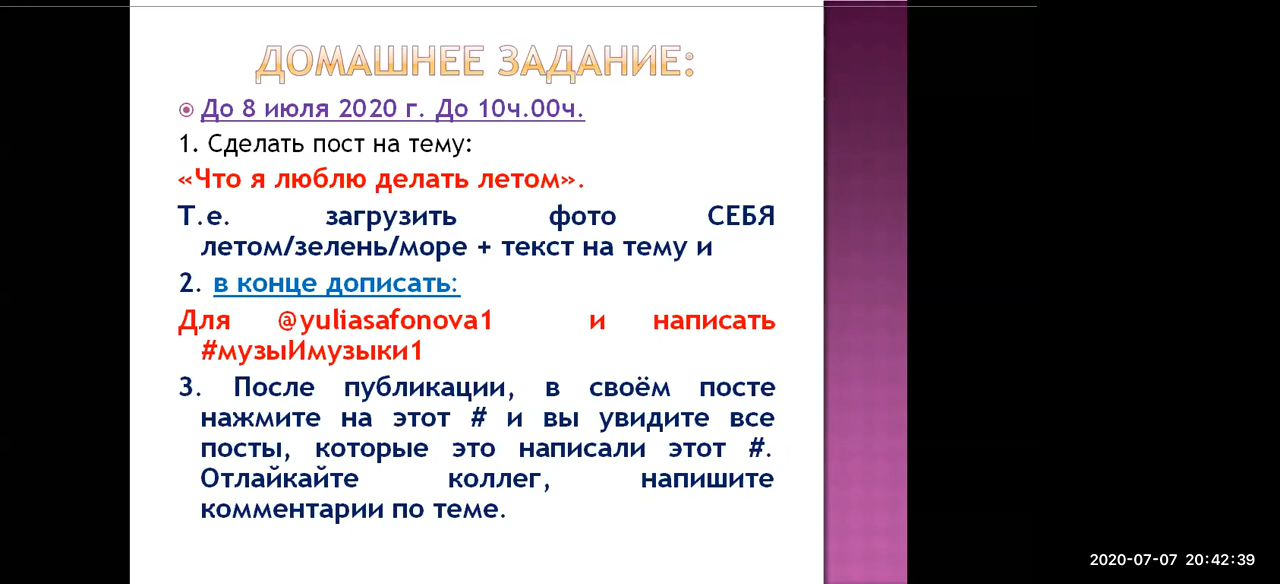 ДОМАШНЕЕ ЗАДАНИЕ:
До 8 июля 2020 г. До 10ч.00ч.
1. Сделать пост на тему:
«Что я люблю делать летом».
Т.е. загрузить фото СЕБЯ
летом/зелень/море + текст на тему и
2. в конце дописать:
Для @yuliasafonova1 и написать
#музыИмузыки1
3. После публикации, в своём посте
нажмите на этот # и вы увидите все
посты, которые это написали этот #.
Отлайкайте коллег, напишите
комментарии по теме.
2020-07-07 20:42:39